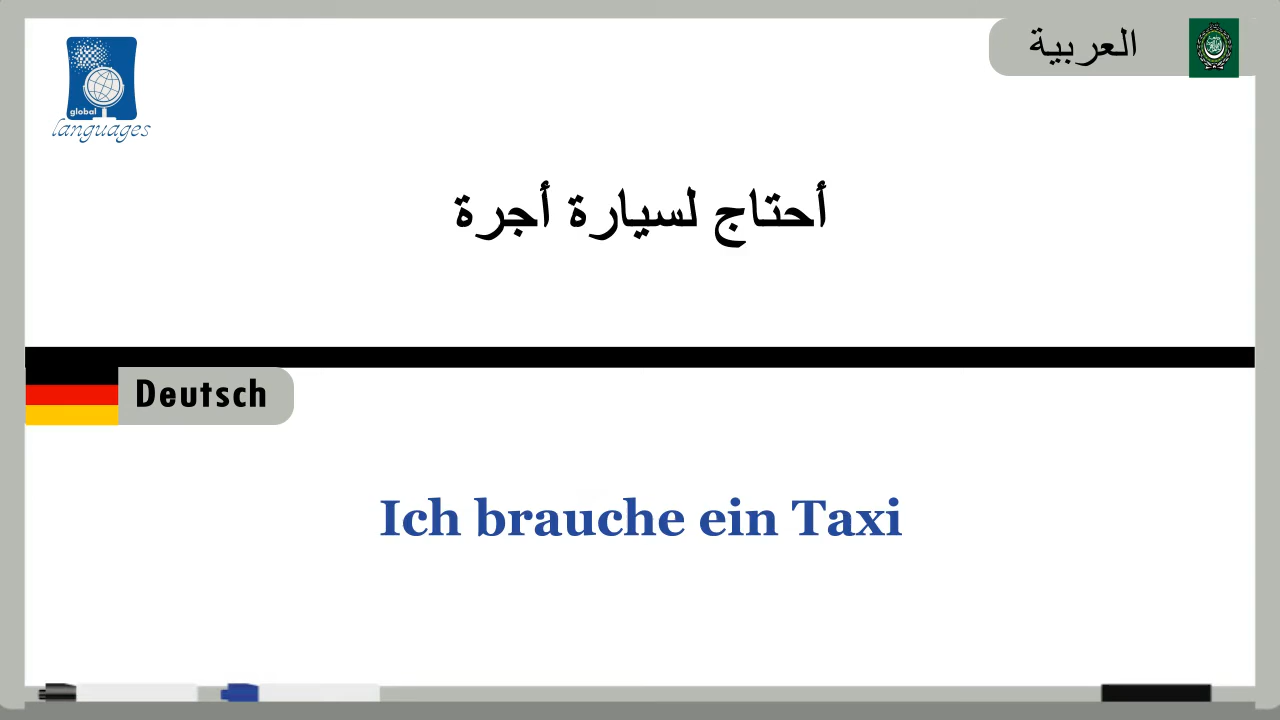 العربية
global
languages
أحتاج لسيارة أجرة
Deutsch
Ich brauche ein Taxi